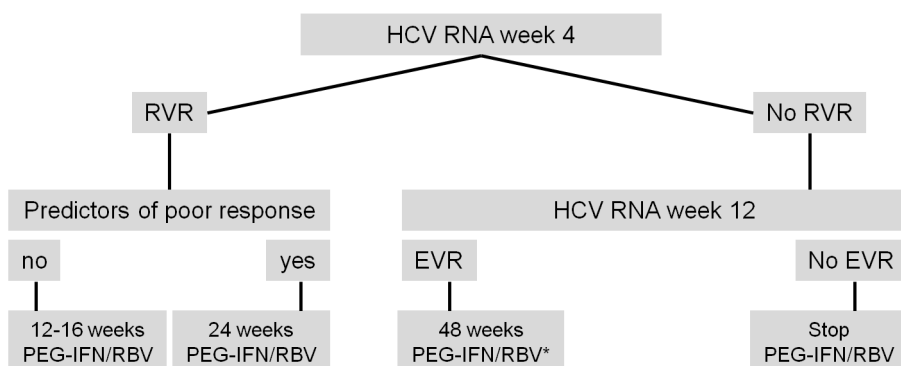 HCV RNA week 4
RVR
No RVR
Predictors of poor response
HCV RNA week 12
no
yes
EVR
No EVR
12-16 weeks
PEG-IFN/RBV
24 weeks
PEG-IFN/RBV
48 weeks
PEG-IFN/RBV*
Stop
PEG-IFN/RBV